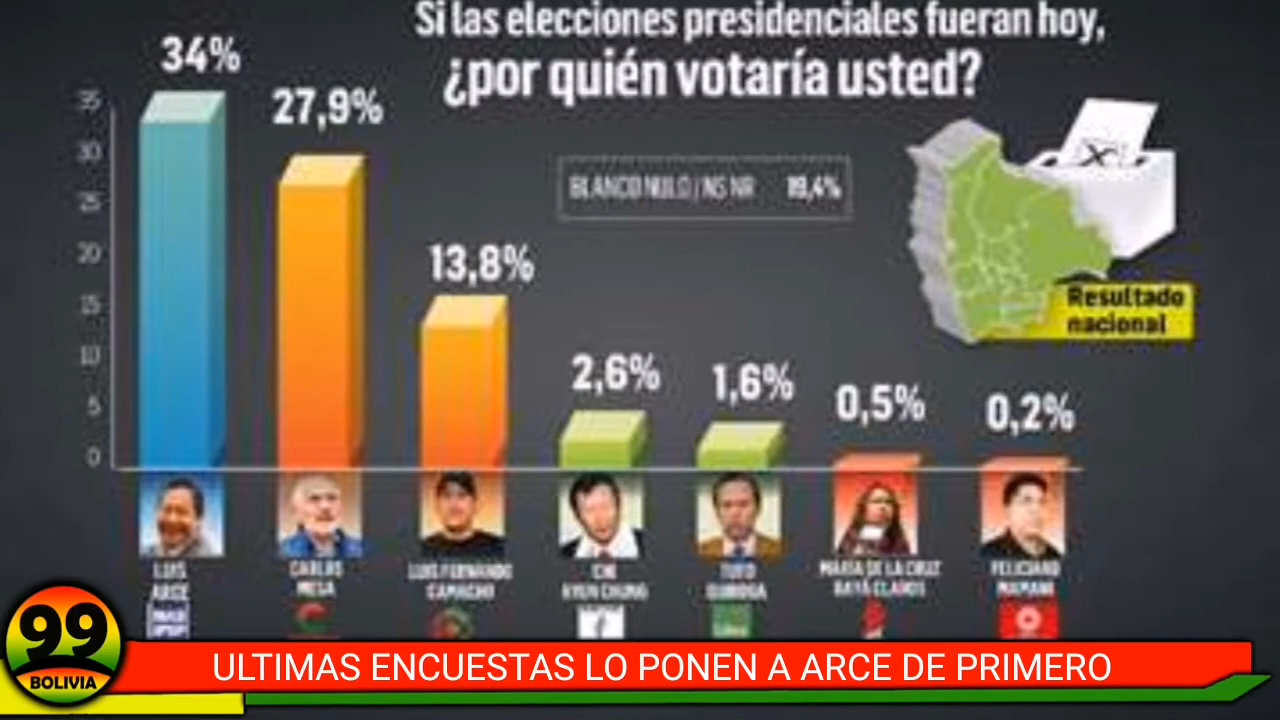 Si las elecciones presidenciales fueran hoy,
¿por quién votaría usted?
34%
27,9%
13,8%
2,6%
1,6%
0,5%
0,2%
35
30
25
20
15
10
5
0
BLANCO NULO / NS NR 19,4%
Resultado
nacional
LUIS
ARCE
CARLOS
MESA
LUIS FERNANDO
CAMACHO
CHI
HYUN CHUNG
TUTO
QUIROGA
MARÍA DE LA CRUZ
BAYÁ CLAROS
FELICIANO
MAMANI
99
BOLIVIA
ULTIMAS ENCUESTAS LO PONEN A ARCE DE PRIMERO